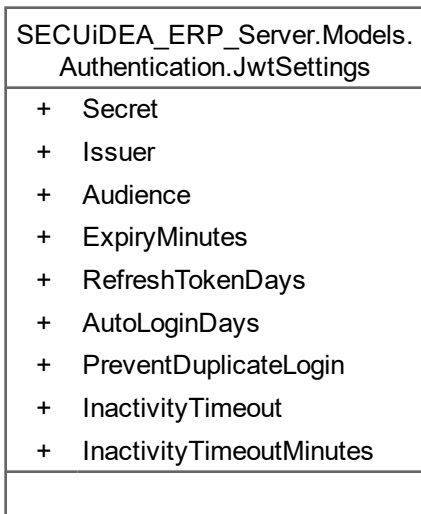 SECUiDEA_ERP_Server.Models.
Authentication.JwtSettings
+ Secret
+ Issuer
+ Audience
+ ExpiryMinutes
+ RefreshTokenDays
+ AutoLoginDays
+ PreventDuplicateLogin
+ InactivityTimeout
+ InactivityTimeoutMinutes